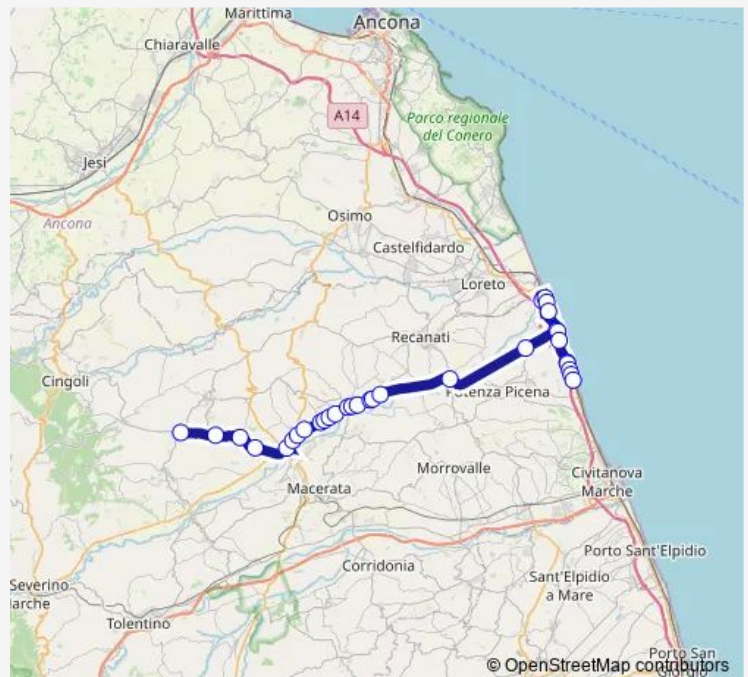 Marittima
Ancona
Chiaravalle
A14
Parco regionale
del Conero
Jesi
Ancona
Osimo
Castelfidardo
Loreto
Recanati
Cingoli
Potenza Picena
Morrovalle
Macerata
Civitanova
Marche
Corridonia
Porto Sant'Elpidio
Sant'Elpidio
a Mare
Severino
Marche
Tolentino
Porto San
Giorgio
© OpenStreetMap contributors